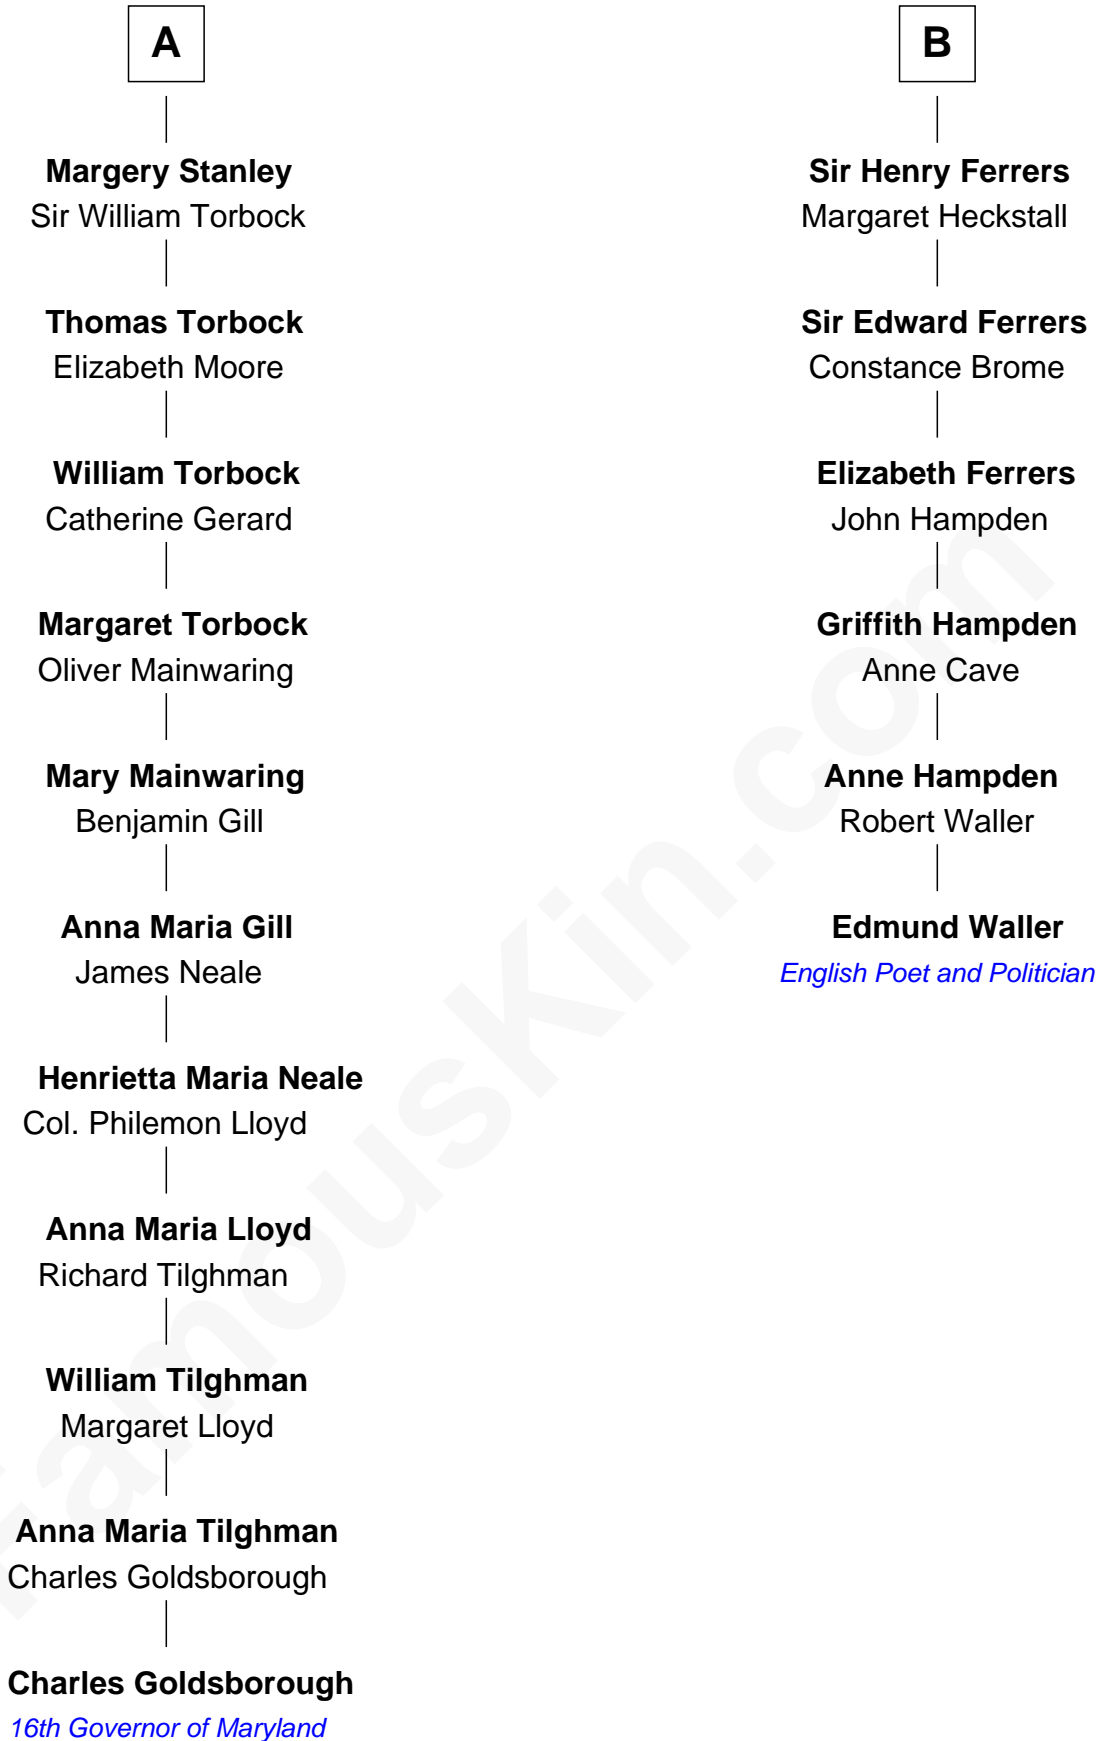 A
Margery Stanley
Sir William Torbock
Thomas Torbock
Elizabeth Moore
William Torbock
Catherine Gerard
Margaret Torbock
Oliver Mainwaring
Mary Mainwaring
Benjamin Gill
Anna Maria Gill
James Neale
Henrietta Maria Neale
Col. Philemon Lloyd
Anna Maria Lloyd
Richard Tilghman
William Tilghman
Margaret Lloyd
Anna Maria Tilghman
Charles Goldsborough
Charles Goldsborough
16th Governor of Maryland
B
Sir Henry Ferrers
Margaret Heckstall
Sir Edward Ferrers
Constance Brome
Elizabeth Ferrers
John Hampden
Griffith Hampden
Anne Cave
Anne Hampden
Robert Waller
Edmund Waller
English Poet and Politician
FamousKin.com